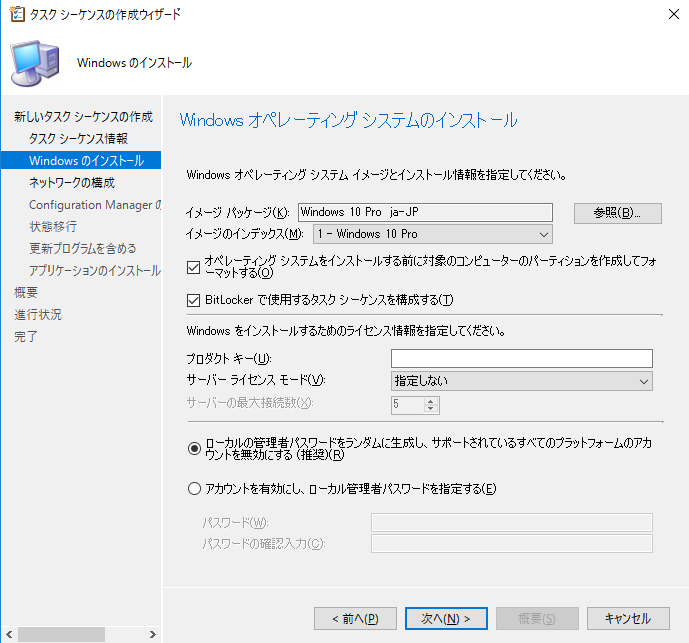 タスク シーケンスの作成ウィザード
Windows のインストール
新しいタスク シーケンスの作成
タスク シーケンス情報
Windows のインストール
ネットワークの構成
Configuration Manager の
状態移行
更新プログラムを含める
アプリケーションのインストール
概要
進行状況
完了
Windows オペレーティング システムのインストール
Windows オペレーティング システム イメージとインストール情報を指定してください。
イメージ パッケージ(K):
Windows 10 Pro ja-JP
参照(B)...
イメージのインデックス(M):
1 - Windows 10 Pro
オペレーティング システムをインストールする前に対象のコンピューターのパーティションを作成してフォ
ーマットする(O)
BitLocker で使用するタスク シーケンスを構成する(T)
Windows をインストールするためのライセンス情報を指定してください。
プロダクト キー(U):
サーバー ライセンス モード(V):
指定しない
サーバーの最大接続数(X):
5
ローカルの管理者パスワードをランダムに生成し、サポートされているすべてのプラットフォームのアカ
ウントを無効にする (推奨)(R)
アカウントを有効にし、ローカル管理者パスワードを指定する(E)
パスワード(W):
パスワードの確認入力(C):
< 前へ(P)
次へ(N) >
概要(S)
キャンセル